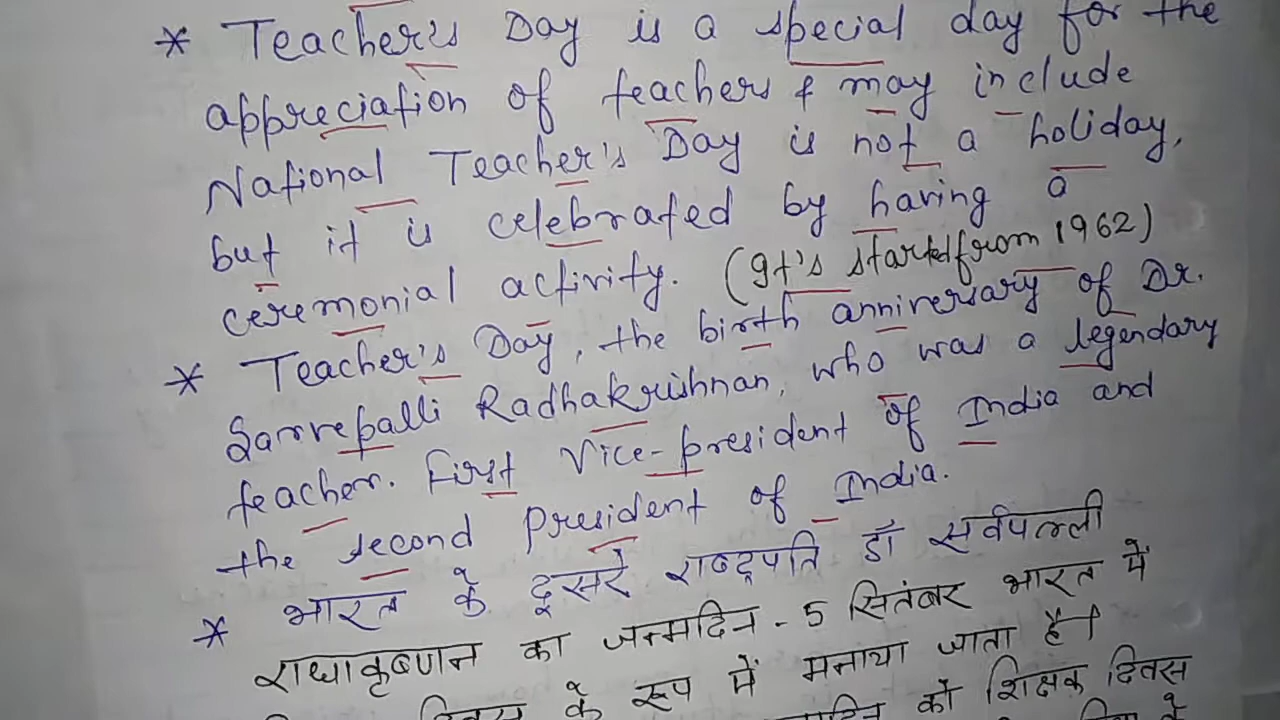 * Teacher's Day is a special day for the
appreciation of teachers & may include
National Teacher's Day is not a holiday,
but it is celebrated by having a
ceremonial activity. (It's started from 1962)
* Teacher's Day, the birth anniversary of Dr.
Sarvepalli Radhakrishnan, who was a legendary
teacher. First Vice-president of India and
the second President of India.
* भारत के दूसरे राष्ट्रपति डॉ सर्वपल्ली
राधाकृष्णन का जन्मदिन - 5 सितंबर भारत में
दिवस के रूप में मनाया जाता है।
को शिक्षक दिवस
के